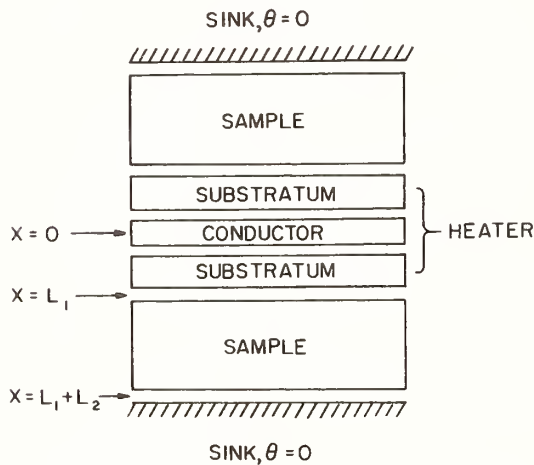 SINK, θ = 0
SAMPLE
SUBSTRATUM
X = 0
CONDUCTOR
HEATER
SUBSTRATUM
X = L₁
SAMPLE
X = L₁ + L₂
SINK, θ = 0